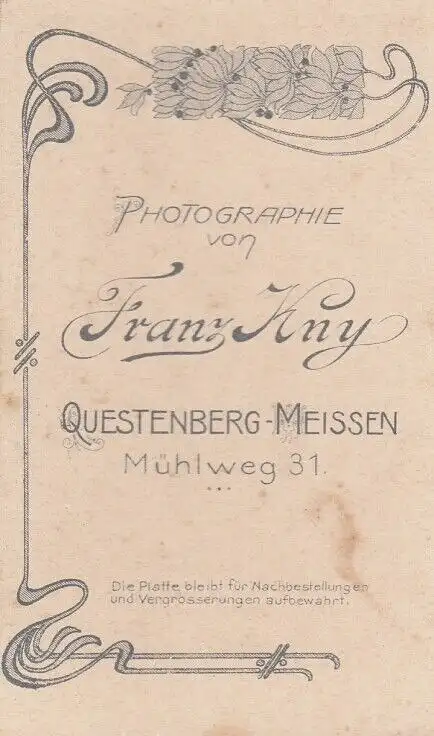 PHOTOGRAPHIE
von
Franz Kny
QUESTENBERG-MEISSEN
Mühlweg 31.
Die Platte bleibt für Nachbestellungen
und Vergrösserungen aufbewahrt.